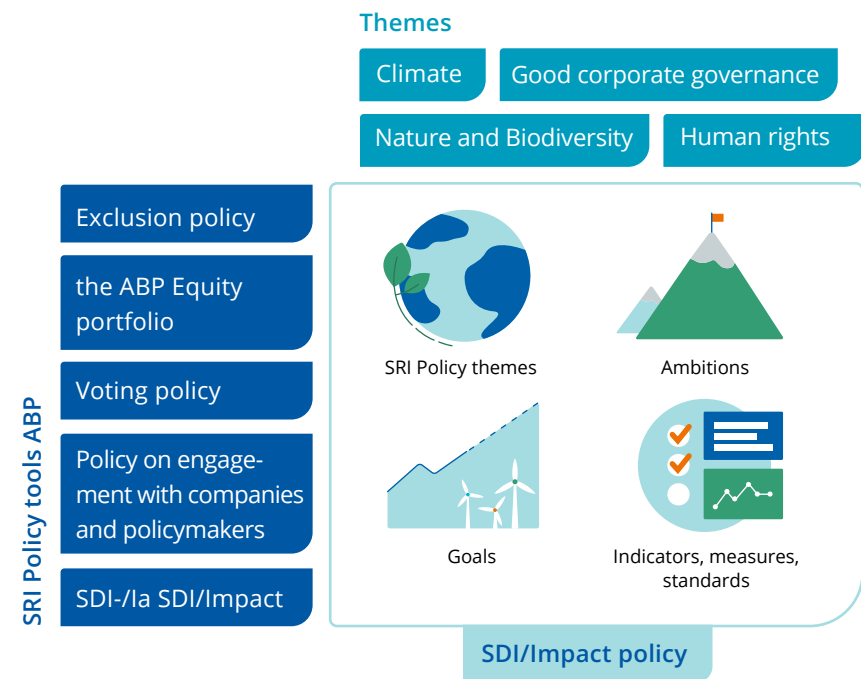 Themes
Climate
Good corporate governance
Nature and Biodiversity
Human rights
SRI Policy tools ABP
Exclusion policy
the ABP Equity
portfolio
Voting policy
Policy on engage-
ment with companies
and policymakers
SDI-/Ia SDI/Impact
SRI Policy themes
Ambitions
Goals
Indicators, measures,
standards
SDI/Impact policy